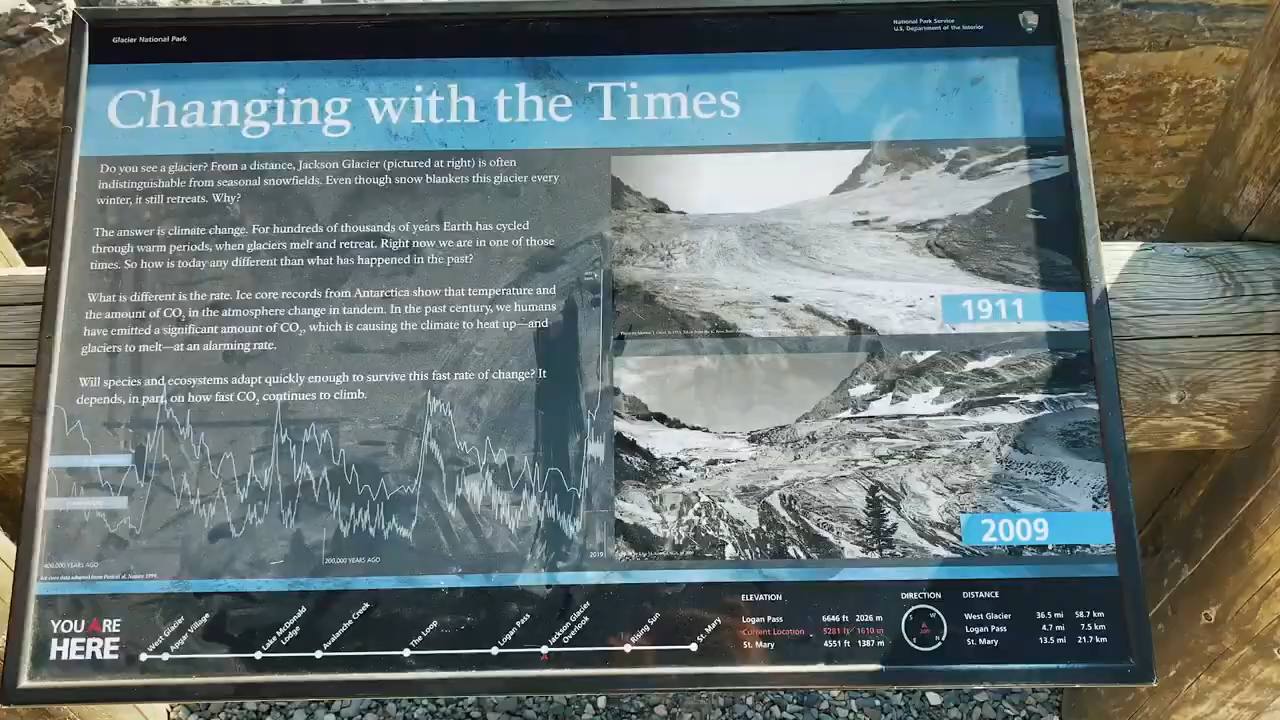 Glacier National Park
National Park Service
U.S. Department of the Interior
Changing with the Times
Do you see a glacier? From a distance, Jackson Glacier (pictured at right) is often
indistinguishable from seasonal snowfields. Even though snow blankets this glacier every
winter, it still retreats. Why?
The answer is climate change. For hundreds of thousands of years Earth has cycled
through warm periods, when glaciers melt and retreat. Right now we are in one of those
times. So how is today any different than what has happened in the past?
What is different is the rate. Ice core records from Antarctica show that temperature and
the amount of CO₂ in the atmosphere change in tandem. In the past century, we humans
have emitted a significant amount of CO₂, which is causing the climate to heat up—and
glaciers to melt—at an alarming rate.
Will species and ecosystems adapt quickly enough to survive this fast rate of change? It
depends, in part, on how fast CO₂ continues to climb.
1911
2009
400,000 YEARS AGO
200,000 YEARS AGO
2019
Ice core data adapted from Petit et al, Nature 1999.
YOU ARE
HERE
West Glacier
Apgar Village
Lake McDonald
Lodge
Avalanche Creek
The Loop
Logan Pass
Jackson Glacier
Overlook
Rising Sun
St. Mary
ELEVATION
Logan Pass 6646 ft 2026 m
Current Location 5281 ft 1610 m
St. Mary 4551 ft 1387 m
DIRECTION
S W
DISTANCE
West Glacier 36.5 mi 58.7 km
Logan Pass 4.7 mi 7.5 km
St. Mary 13.5 mi 21.7 km